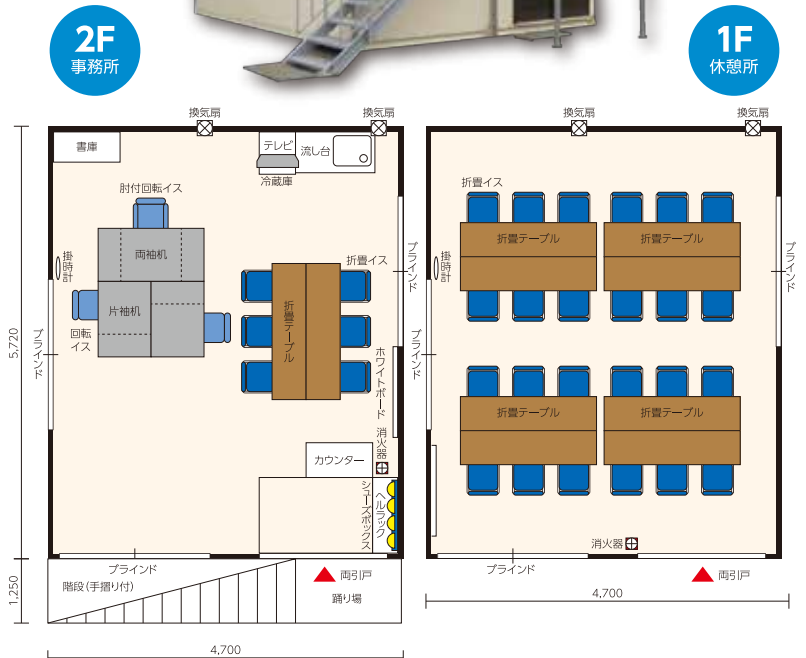 2F
事務所
1F
休憩所
換気扇
換気扇
換気扇
換気扇
書庫
テレビ
流し台
冷蔵庫
肘付回転イス
両袖机
掛時計
片袖机
回転
イス
折畳イス
折畳テーブル
ブラインド
ブラインド
ホワイトボード
消火器
カウンター
シューズボックス
ヘルラック
ブラインド
階段(手摺り付)
両引戸
踊り場
5,720
1,250
4,700
折畳イス
折畳テーブル
折畳テーブル
掛時計
ブラインド
ブラインド
折畳テーブル
折畳テーブル
消火器
ブラインド
両引戸
4,700